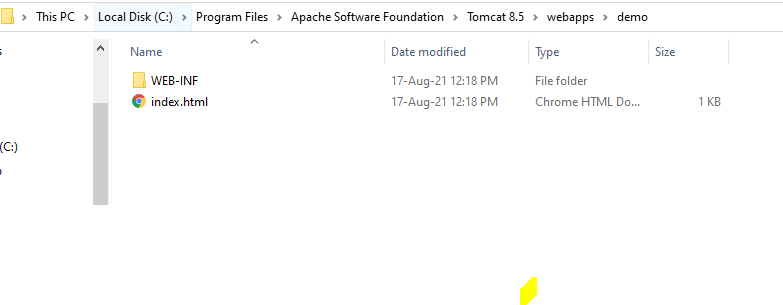 This PC > Local Disk (C:) > Program Files > Apache Software Foundation > Tomcat 8.5 > webapps > demo
Name Date modified Type Size
WEB-INF 17-Aug-21 12:18 PM File folder
index.html 17-Aug-21 12:18 PM Chrome HTML Do... 1 KB
(C:)